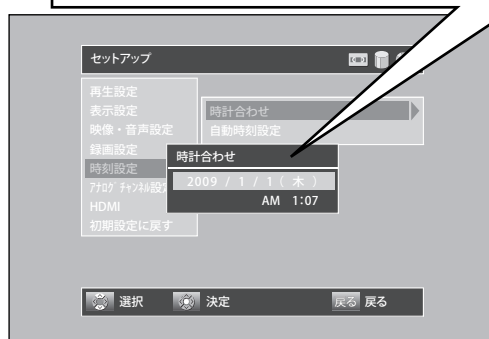 セットアップ
再生設定
表示設定
映像・音声設定
録画設定
時刻設定
アナログ チャンネル設定
HDMI
初期設定に戻す
時計合わせ
自動時刻設定
時計合わせ
2009 / 1 / 1 ( 木 )
AM 1:07
選択 決定 戻る 戻る